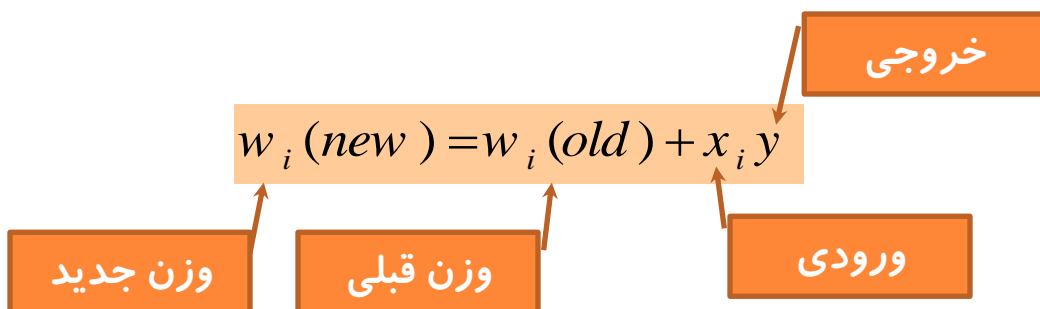 خروجی
w_i (new) = w_i (old) + x_i y
ورودی
وزن قبلی
وزن جدید